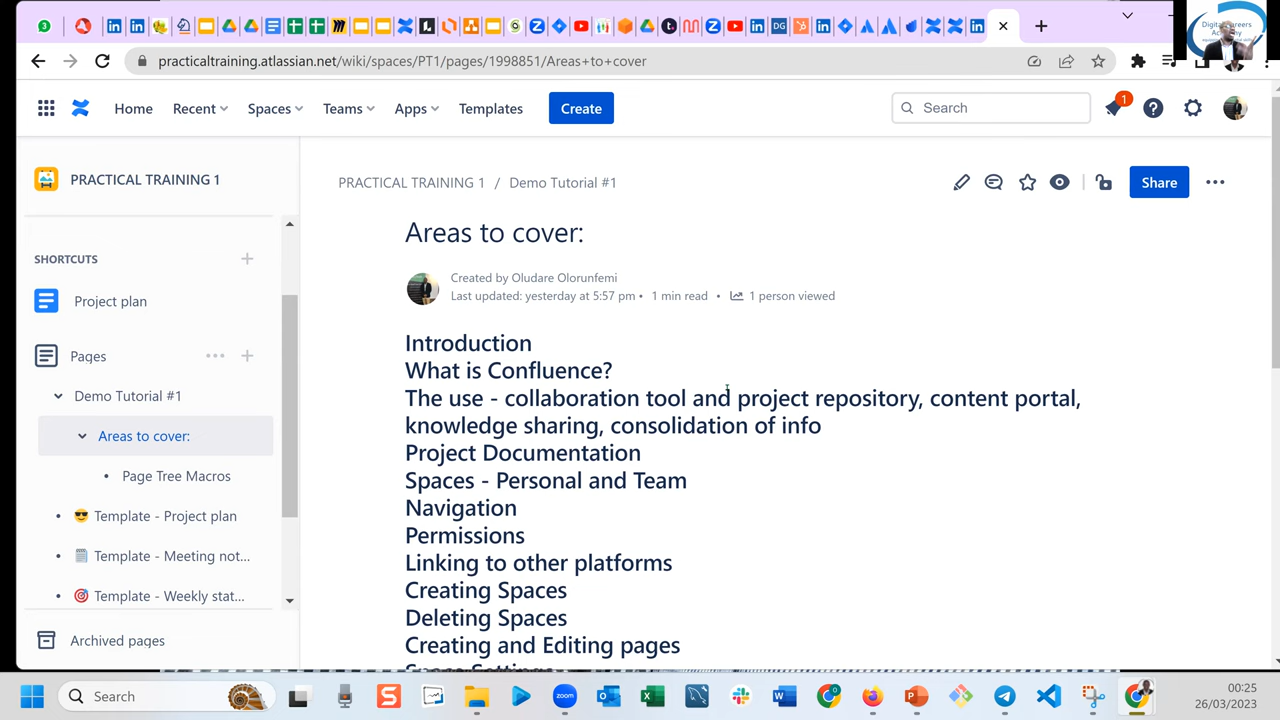 practicaltraining.atlassian.net/wiki/spaces/PT1/pages/1998851/Areas+to+cover
Home
Recent
Spaces
Teams
Apps
Templates
Create
Search
1
PRACTICAL TRAINING 1
SHORTCUTS
Project plan
Pages
Demo Tutorial #1
Areas to cover:
Page Tree Macros
Template - Project plan
Template - Meeting not...
Template - Weekly stat...
Archived pages
PRACTICAL TRAINING 1 / Demo Tutorial #1
Share
Areas to cover:
Created by Oludare Olorunfemi
Last updated: yesterday at 5:57 pm • 1 min read • 1 person viewed
Introduction
What is Confluence?
The use - collaboration tool and project repository, content portal,
knowledge sharing, consolidation of info
Project Documentation
Spaces - Personal and Team
Navigation
Permissions
Linking to other platforms
Creating Spaces
Deleting Spaces
Creating and Editing pages
Space Settings
Search
zoom
00:25
26/03/2023